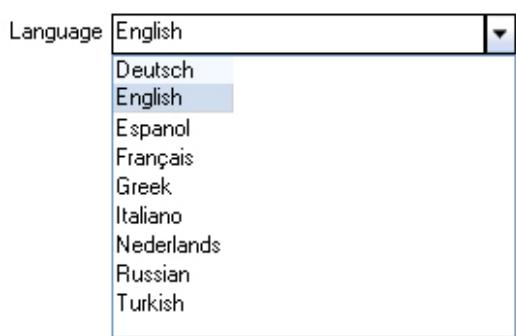 Language English
Deutsch
English
Espanol
Français
Greek
Italiano
Nederlands
Russian
Turkish